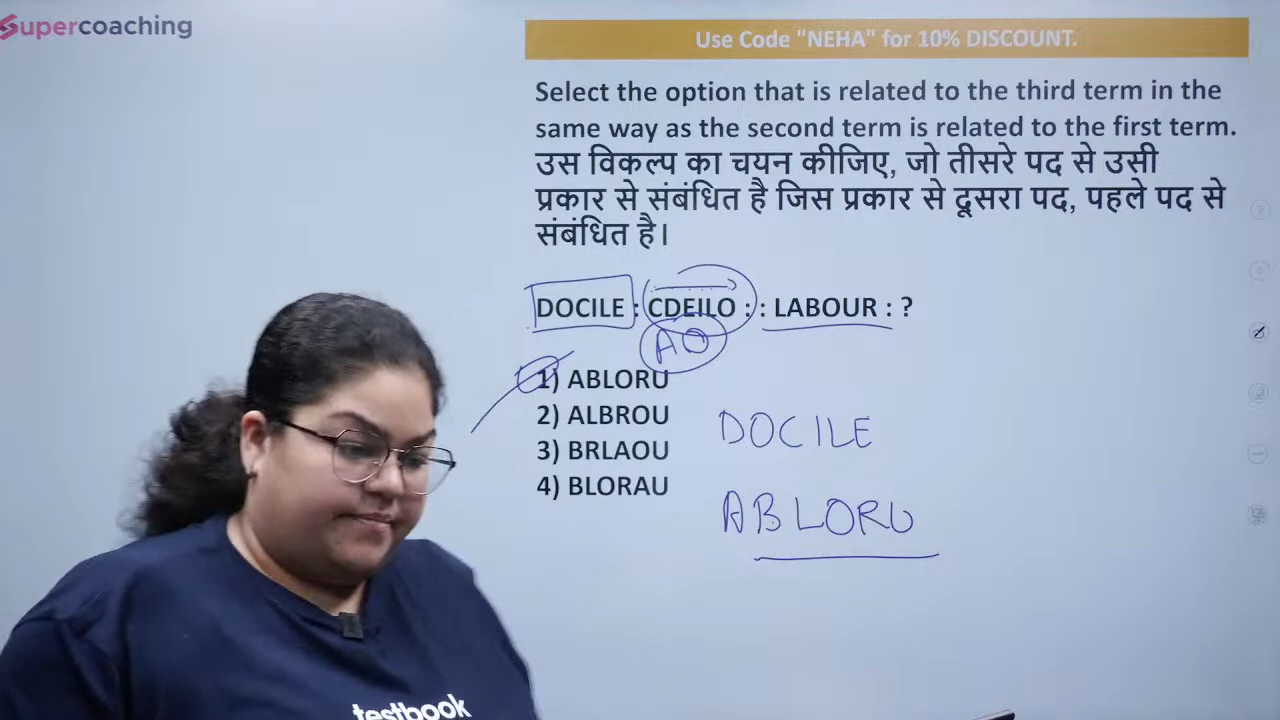 Supercoaching
Use Code "NEHA" for 10% DISCOUNT.
Select the option that is related to the third term in the
same way as the second term is related to the first term.
उस विकल्प का चयन कीजिए, जो तीसरे पद से उसी
प्रकार से संबंधित है जिस प्रकार से दूसरा पद, पहले पद से
संबंधित है।
DOCILE : CDEILO : : LABOUR : ?
AO
1) ABLORU
2) ALBROU
3) BRLAOU
4) BLORAU
DOCILE
ABLORU
testbook